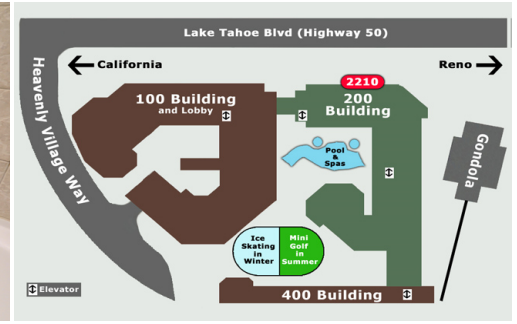 Lake Tahoe Blvd (Highway 50)
California
Reno
Heavenly Village Way
100 Building
and Lobby
2210
200
Building
Pool
&
Spas
Gondola
Ice
Skating
in
Winter
Mini
Golf
in
Summer
Elevator
400 Building